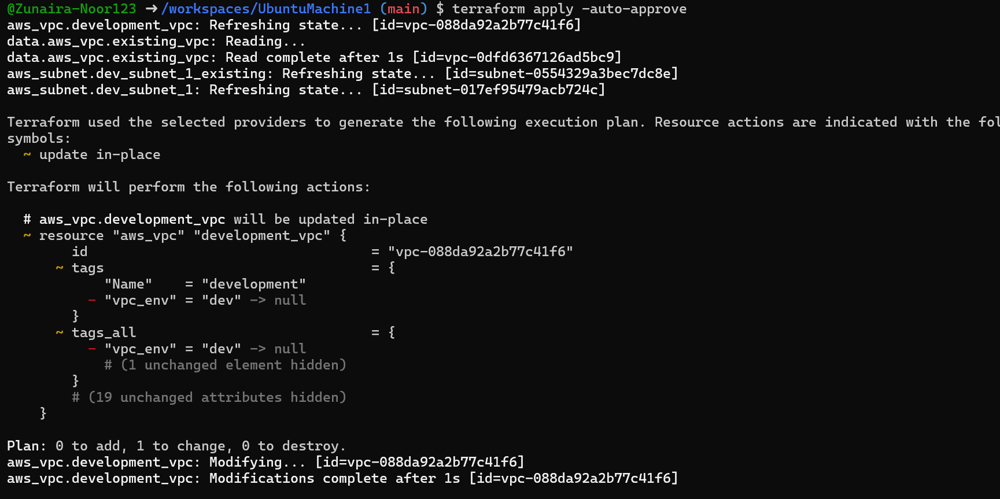 @Zunaira-Noor123 ➜ /workspaces/UbuntuMachine1 (main) $ terraform apply -auto-approve
aws_vpc.development_vpc: Refreshing state... [id=vpc-088da92a2b77c41f6]
data.aws_vpc.existing_vpc: Reading...
data.aws_vpc.existing_vpc: Read complete after 1s [id=vpc-0dfd6367126ad5bc9]
aws_subnet.dev_subnet_1_existing: Refreshing state... [id=subnet-0554329a3bec7dc8e]
aws_subnet.dev_subnet_1: Refreshing state... [id=subnet-017ef95479acb724c]

Terraform used the selected providers to generate the following execution plan. Resource actions are indicated with the fol
symbols:
  ~ update in-place

Terraform will perform the following actions:

  # aws_vpc.development_vpc will be updated in-place
  ~ resource "aws_vpc" "development_vpc" {
        id                                   = "vpc-088da92a2b77c41f6"
      ~ tags                                 = {
            "Name"    = "development"
          - "vpc_env" = "dev" -> null
        }
      ~ tags_all                             = {
          - "vpc_env" = "dev" -> null
            # (1 unchanged element hidden)
        }
        # (19 unchanged attributes hidden)
    }

Plan: 0 to add, 1 to change, 0 to destroy.
aws_vpc.development_vpc: Modifying... [id=vpc-088da92a2b77c41f6]
aws_vpc.development_vpc: Modifications complete after 1s [id=vpc-088da92a2b77c41f6]